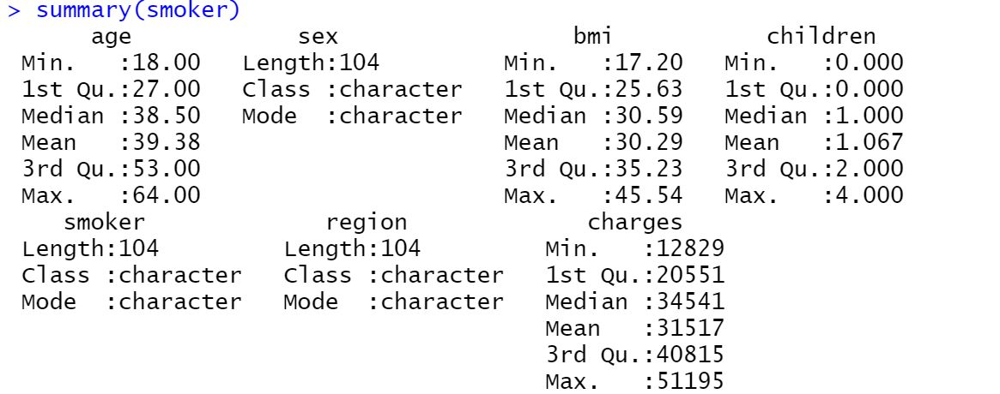 > summary(smoker)
age sex bmi children
Min. :18.00 Length:104 Min. :17.20 Min. :0.000
1st Qu.:27.00 Class :character 1st Qu.:25.63 1st Qu.:0.000
Median :38.50 Mode :character Median :30.59 Median :1.000
Mean :39.38 Mean :30.29 Mean :1.067
3rd Qu.:53.00 3rd Qu.:35.23 3rd Qu.:2.000
Max. :64.00 Max. :45.54 Max. :4.000
smoker region charges
Length:104 Length:104 Min. :12829
Class :character Class :character 1st Qu.:20551
Mode :character Mode :character Median :34541
Mean :31517
3rd Qu.:40815
Max. :51195